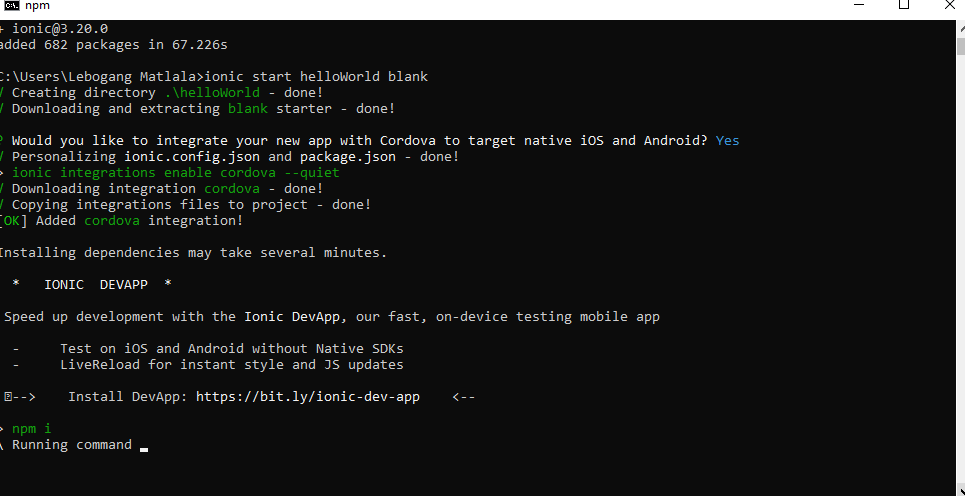 npm
+ ionic@3.20.0
added 682 packages in 67.226s
C:\Users\Lebogang Matlala>ionic start helloWorld blank
√ Creating directory .\helloWorld - done!
√ Downloading and extracting blank starter - done!
? Would you like to integrate your new app with Cordova to target native iOS and Android? Yes
√ Personalizing ionic.config.json and package.json - done!
> ionic integrations enable cordova --quiet
√ Downloading integration cordova - done!
√ Copying integrations files to project - done!
[OK] Added cordova integration!
Installing dependencies may take several minutes.
* IONIC DEVAPP *
Speed up development with the Ionic DevApp, our fast, on-device testing mobile app
- Test on iOS and Android without Native SDKs
- LiveReload for instant style and JS updates
--> Install DevApp: https://bit.ly/ionic-dev-app <--
> npm i
\ Running command